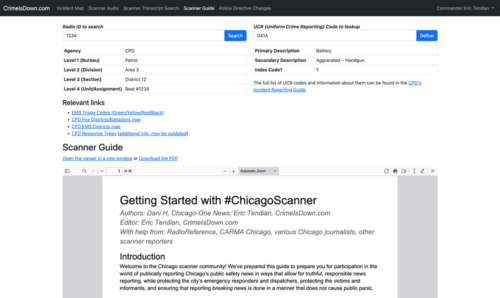 CrimeIsDown.com Incident Map Scanner Audio Scanner Transcript Search Scanner Guide Police Directive Changes Commander Eric Tendian
Radio ID to search
1234 Search
Agency CPD
Level 1 (Bureau) Patrol
Level 2 (Division) Area 3
Level 3 (Section) District 12
Level 4 (Unit/Assignment) Beat #1234
UCR (Uniform Crime Reporting) Code to lookup
041A Define
Primary Description Battery
Secondary Description Aggravated – Handgun
Index Code? Y
The full list of UCR codes and information about them can be found in the CPD's
Incident Reporting Guide.
Relevant links
EMS Triage Codes (Green/Yellow/Red/Black)
CFD Fire Districts/Battalions map
CFD EMS Districts map
CFD Response Types (additional info, may be outdated)
Scanner Guide
Open the viewer in a new window or Download the PDF.
1 of 36 Automatic Zoom
Getting Started with #ChicagoScanner
Authors: Dani H, Chicago-One News; Eric Tendian, CrimeIsDown.com
Editor: Eric Tendian, CrimeIsDown.com
With help from: RadioReference, CARMA Chicago, various Chicago journalists, other
scanner reporters
Introduction
Welcome to the Chicago scanner community! We've prepared this guide to prepare you for participation in the
world of publically reporting Chicago's public safety news in ways that allow for truthful, responsible news
reporting, while protecting the city's emergency responders and dispatchers, protecting the victims and
informants, and ensuring that reporting breaking news is done in a manner that does not cause public panic.